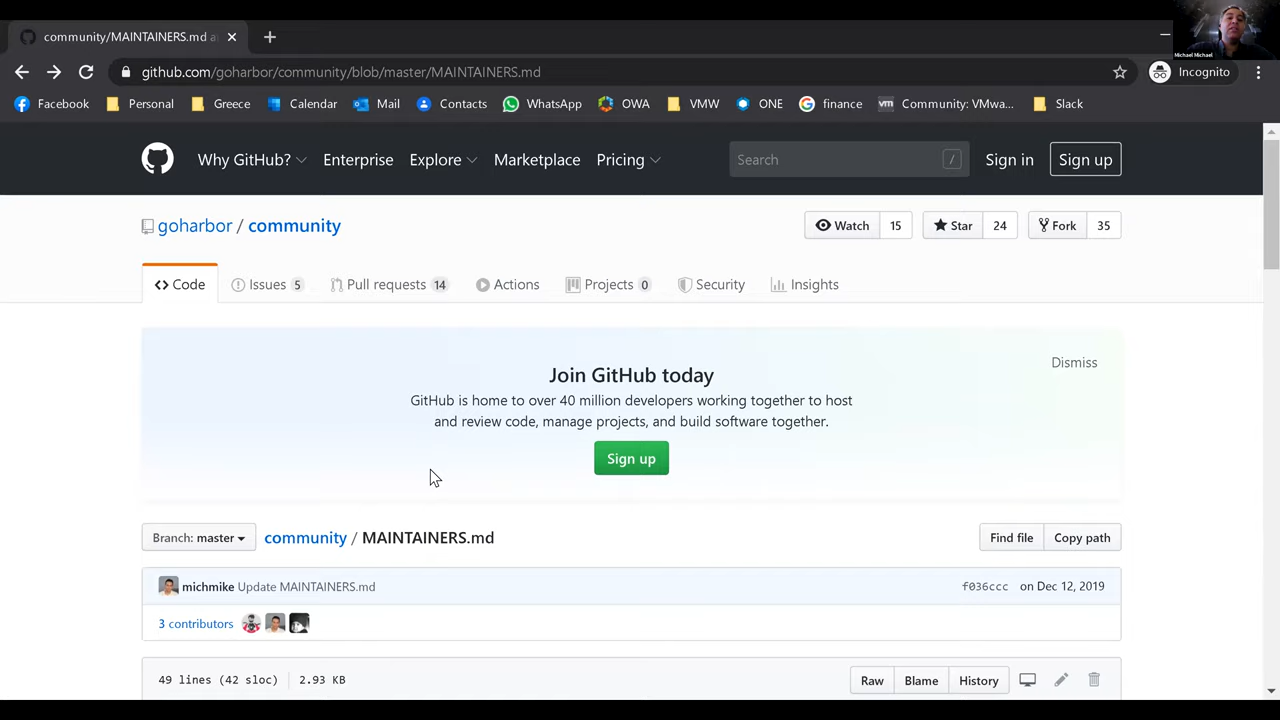 community/MAINTAINERS.md a
Michael Michael
github.com/goharbor/community/blob/master/MAINTAINERS.md
Incognito
Facebook Personal Greece Calendar Mail Contacts WhatsApp OWA VMW ONE finance vm Community: VMwa... Slack
Why GitHub? Enterprise Explore Marketplace Pricing Search / Sign in Sign up
goharbor / community
Watch 15 Star 24 Fork 35
<> Code Issues 5 Pull requests 14 Actions Projects 0 Security Insights
Dismiss
Join GitHub today
GitHub is home to over 40 million developers working together to host
and review code, manage projects, and build software together.
Sign up
Branch: master community / MAINTAINERS.md Find file Copy path
michmike Update MAINTAINERS.md f036ccc on Dec 12, 2019
3 contributors
49 lines (42 sloc) 2.93 KB Raw Blame History